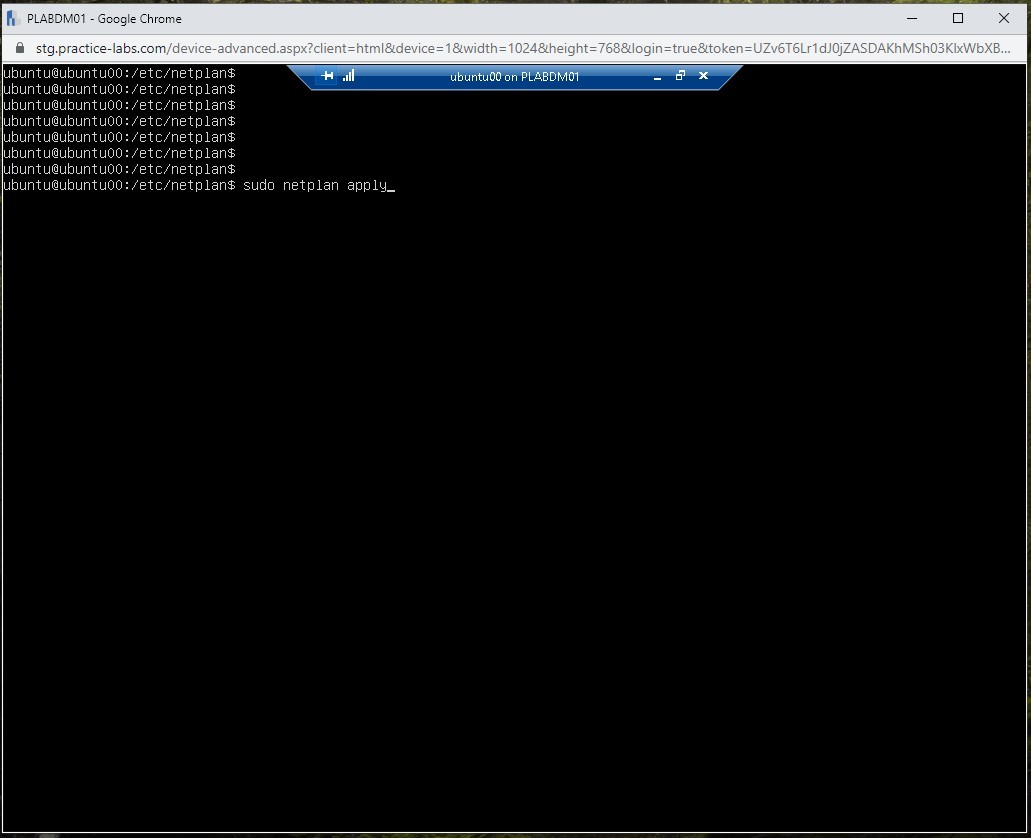 PLABDM01 - Google Chrome
stg.practice-labs.com/device-advanced.aspx?client=html&device=1&width=1024&height=768&login=true&token=UZv6T6Lr1dJ0jZASDAKhMSh03KlxWbXB...
ubuntu00 on PLABDM01
ubuntu@ubuntu00:/etc/netplan$
ubuntu@ubuntu00:/etc/netplan$
ubuntu@ubuntu00:/etc/netplan$
ubuntu@ubuntu00:/etc/netplan$
ubuntu@ubuntu00:/etc/netplan$
ubuntu@ubuntu00:/etc/netplan$
ubuntu@ubuntu00:/etc/netplan$
ubuntu@ubuntu00:/etc/netplan$ sudo netplan apply_